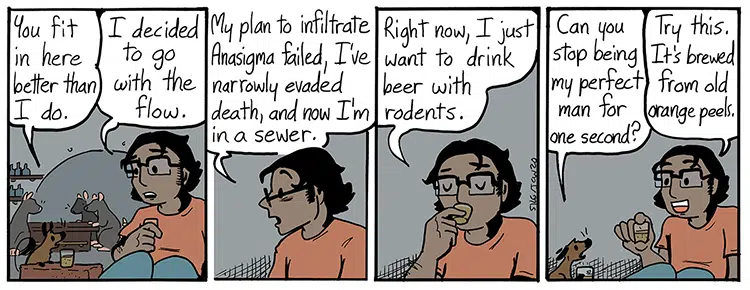 You fit
in here
better than
I do.
I decided
to go
with the
flow.
My plan to infiltrate
Anasigma failed, I've
narrowly evaded
death, and now I'm
in a sewer.
Right now, I just
want to drink
beer with
rodents.
Can you
stop being
my perfect
man for
one second?
Try this.
It's brewed
from old
orange peels.